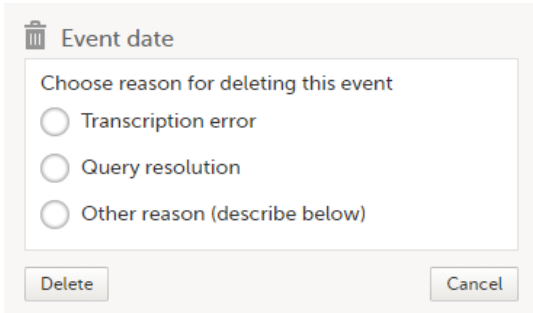 Event date
Choose reason for deleting this event
Transcription error
Query resolution
Other reason (describe below)
Delete
Cancel